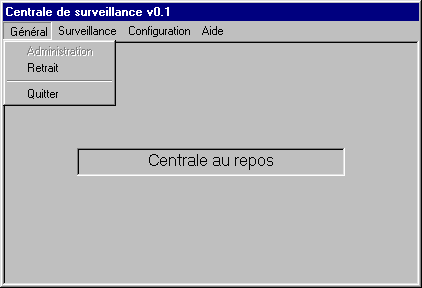 Centrale de surveillance v0.1
Général Surveillance Configuration Aide
Administration
Retrait
Quitter
Centrale au repos